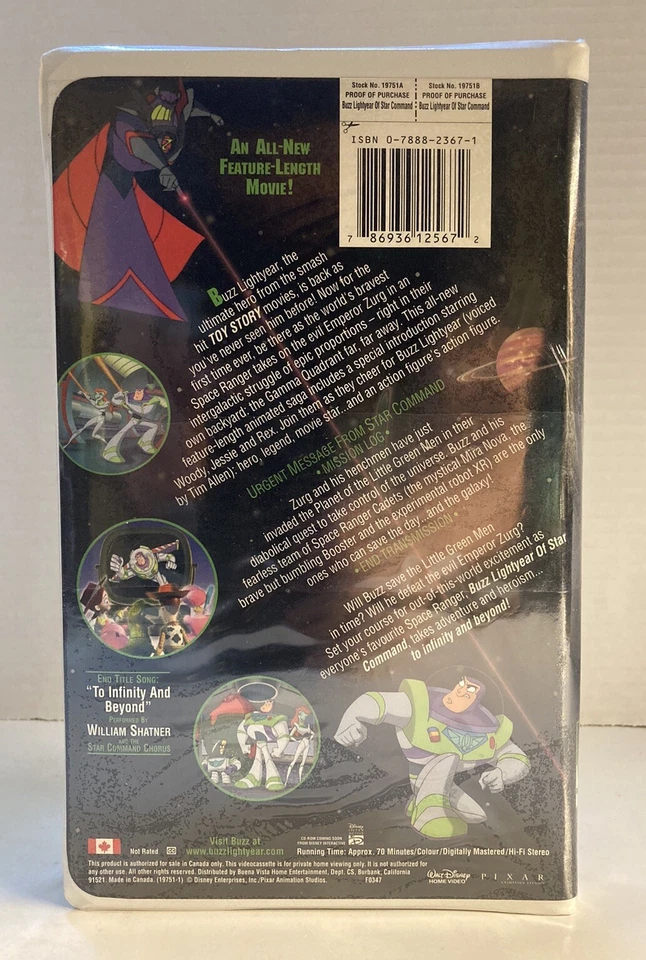 Stock No. 19751A
PROOF OF PURCHASE
Buzz Lightyear Of Star Command
Stock No. 19751B
PROOF OF PURCHASE
Buzz Lightyear Of Star Command
ISBN 0-7888-2367-1
7 86936 12567 2
AN ALL-NEW
FEATURE-LENGTH
MOVIE!
Buzz Lightyear, the
ultimate hero from the smash
hit TOY STORY movies, is back as
you've never seen him before! Now for the
first time ever, be there as the world's bravest
Space Ranger takes on the evil Emperor Zurg in an
intergalactic struggle of epic proportions – right in their
own backyard: the Gamma Quadrant far, far away. This all-new
feature-length animated saga includes a special introduction starring
Woody, Jessie and Rex. Join them as they cheer for Buzz Lightyear (voiced
by Tim Allen): hero, legend, movie star...and an action figure's action figure.
URGENT MESSAGE FROM STAR COMMAND
• MISSION LOG •
Zurg and his henchmen have just
invaded the Planet of the Little Green Men in their
diabolical quest to take control of the universe. Buzz and his
fearless team of Space Ranger Cadets (the mystical Mira Nova, the
brave but bumbling Booster and the experimental robot XR) are the only
ones who can save the day...and the galaxy!
• END TRANSMISSION •
Will Buzz save the Little Green Men
in time? Will he defeat the evil Emperor Zurg?
Set your course for out-of-this-world excitement as
everyone's favourite Space Ranger, Buzz Lightyear Of Star
Command, takes adventure and heroism...
to infinity and beyond!
END TITLE SONG:
"To Infinity And
Beyond"
PERFORMED BY
WILLIAM SHATNER
AND THE
STAR COMMAND CHORUS
Not Rated
CC
Visit Buzz at
www.buzzlightyear.com
CD-ROM COMING SOON
FROM DISNEY INTERACTIVE
Running Time: Approx. 70 Minutes/Colour/Digitally Mastered/Hi-Fi Stereo
This product is authorized for sale in Canada only. This videocassette is for private home viewing only. It is not authorized for
any other use. All other rights reserved. Distributed by Buena Vista Home Entertainment, Dept. CS, Burbank, California
91521. Made in Canada. (19751-1) © Disney Enterprises, Inc./Pixar Animation Studios. F0347
WALT DISNEY
HOME VIDEO
PIXAR